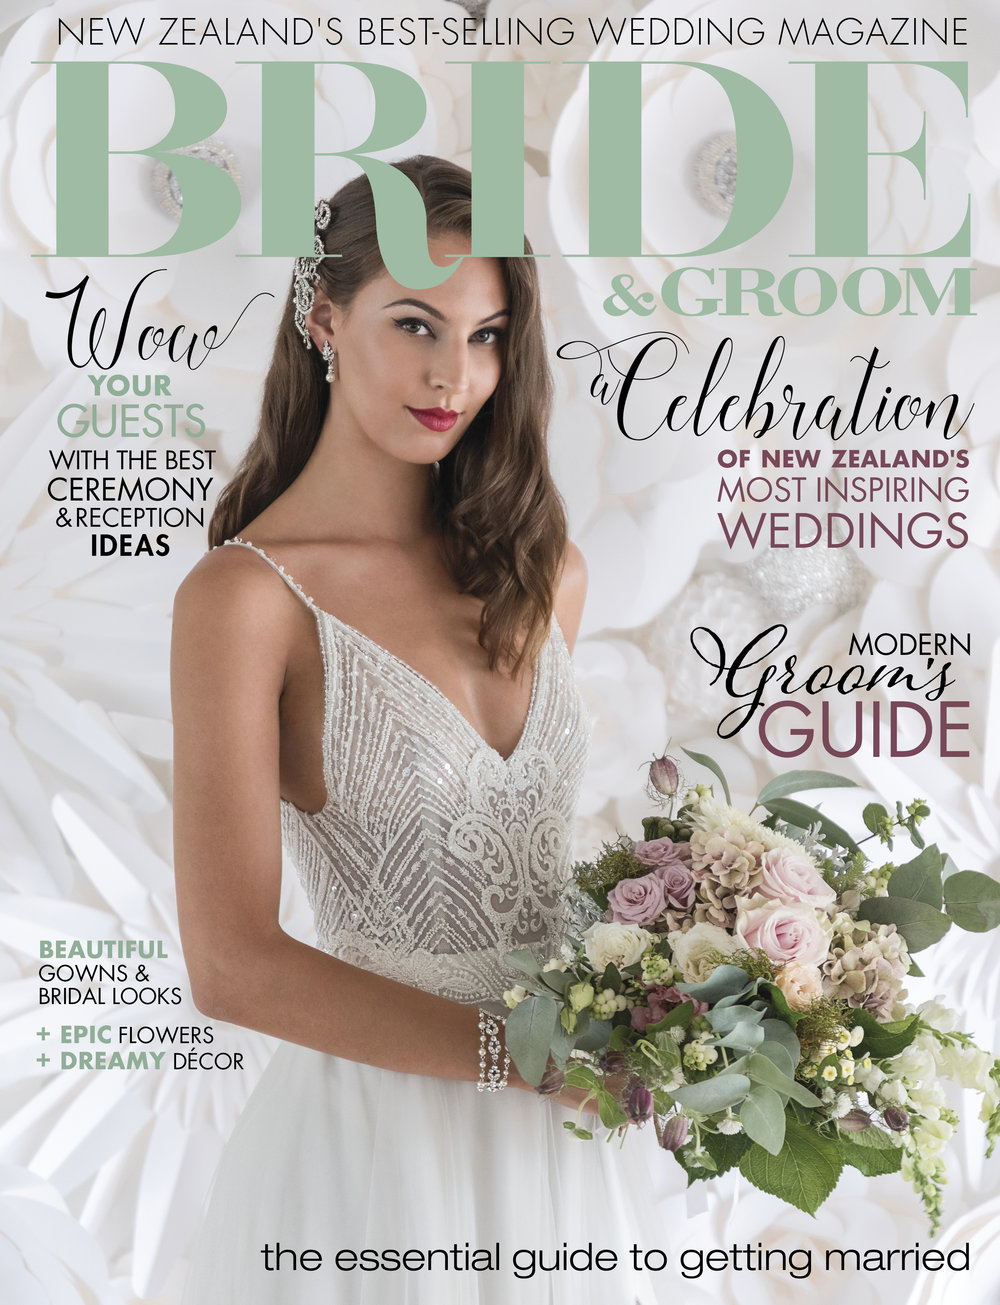 NEW ZEALAND'S BEST-SELLING WEDDING MAGAZINE
BRIDE
& GROOM
Wow
YOUR
GUESTS
WITH THE BEST
CEREMONY
& RECEPTION
IDEAS
a Celebration
OF NEW ZEALAND'S
MOST INSPIRING
WEDDINGS
MODERN
Groom's
GUIDE
BEAUTIFUL
GOWNS &
BRIDAL LOOKS
+ EPIC FLOWERS
+ DREAMY DÉCOR
the essential guide to getting married